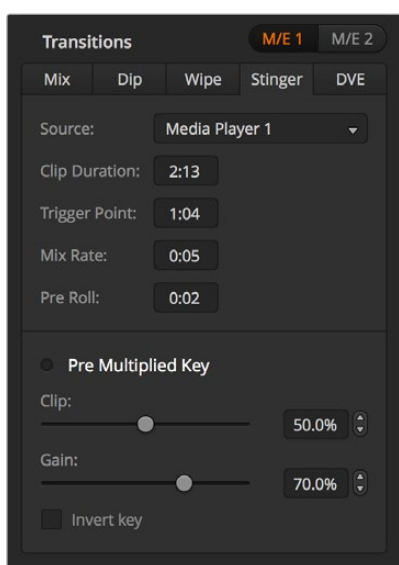 Transitions M/E 1 M/E 2
Mix Dip Wipe Stinger DVE
Source: Media Player 1
Clip Duration: 2:13
Trigger Point: 1:04
Mix Rate: 0:05
Pre Roll: 0:02
Pre Multiplied Key
Clip:
50.0%
Gain:
70.0%
Invert key